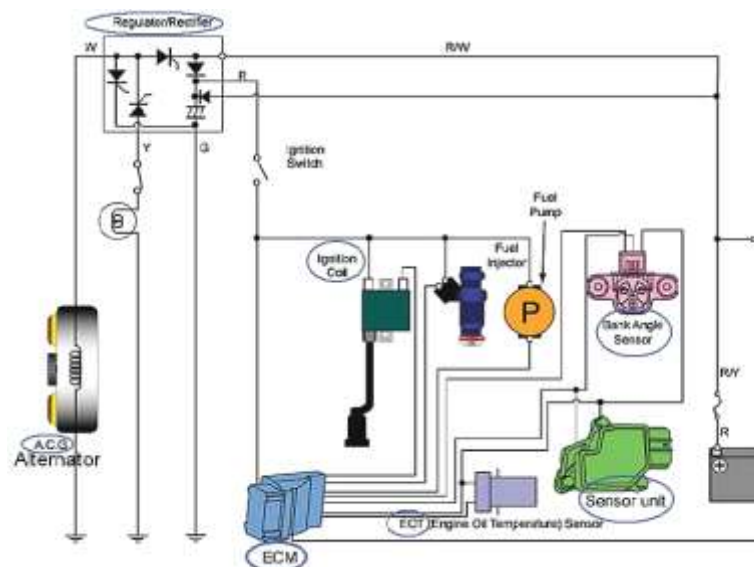 Regulator/Rectifier
W
R/W
R
Y
G
Ignition
Switch
Fuel
Pump
Ignition
Coil
Fuel
Injector
P
Bank Angle
Sensor
R/Y
R
A.C.G
Alternator
Sensor unit
ECT (Engine Oil Temperature) Sensor
ECM